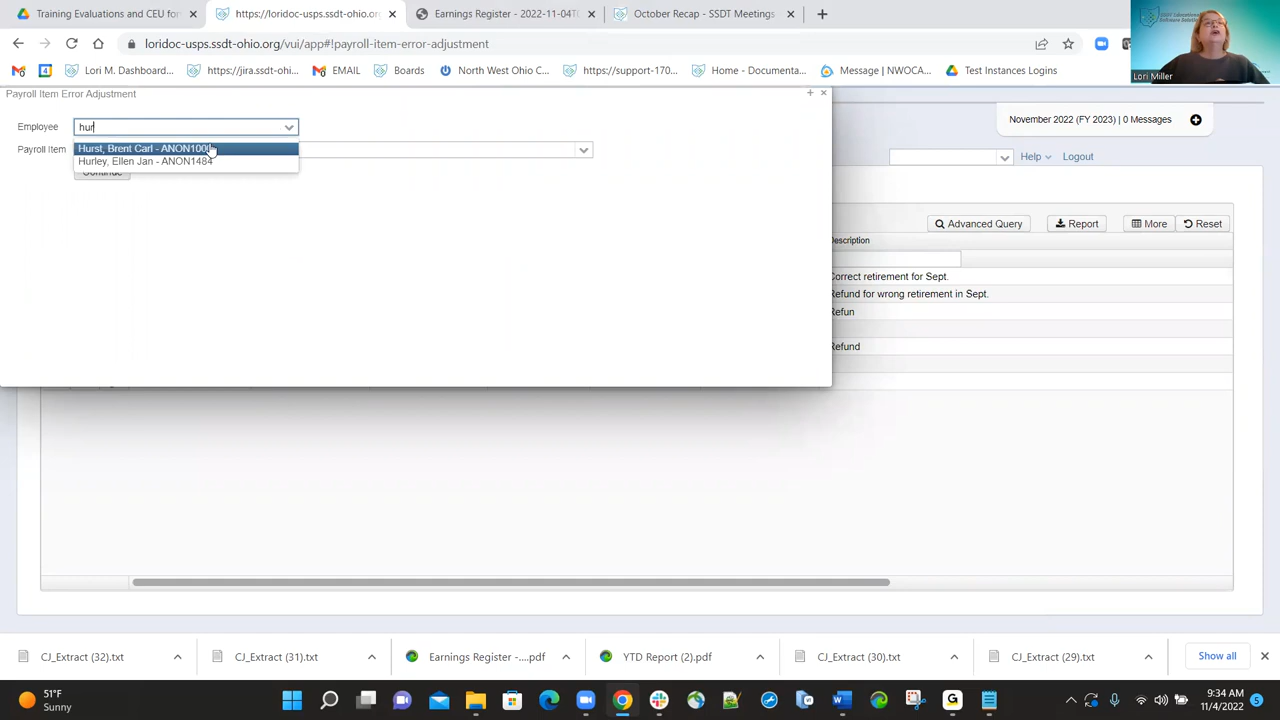 Training Evaluations and CEU for
https://loridoc-usps.ssdt-ohio.org
Earnings Register - 2022-11-04T
October Recap - SSDT Meetings
loridoc-usps.ssdt-ohio.org/vui/app#!payroll-item-error-adjustment
Lori M. Dashboard...
https://jira.ssdt-ohi...
EMAIL
Boards
North West Ohio C...
https://support-170...
Home - Documenta...
Message | NWOCA...
Test Instances Logins
Lori Miller
Payroll Item Error Adjustment
November 2022 (FY 2023) | 0 Messages
Employee
hur
Hurst, Brent Carl - ANON100
Payroll Item
Hurley, Ellen Jan - ANON1484
Continue
Help
Logout
Advanced Query
Report
More
Reset
Description
Correct retirement for Sept.
Refund for wrong retirement in Sept.
Refun
Refund
CJ_Extract (32).txt
CJ_Extract (31).txt
Earnings Register -....pdf
YTD Report (2).pdf
CJ_Extract (30).txt
CJ_Extract (29).txt
Show all
51°F
Sunny
9:34 AM
11/4/2022
5